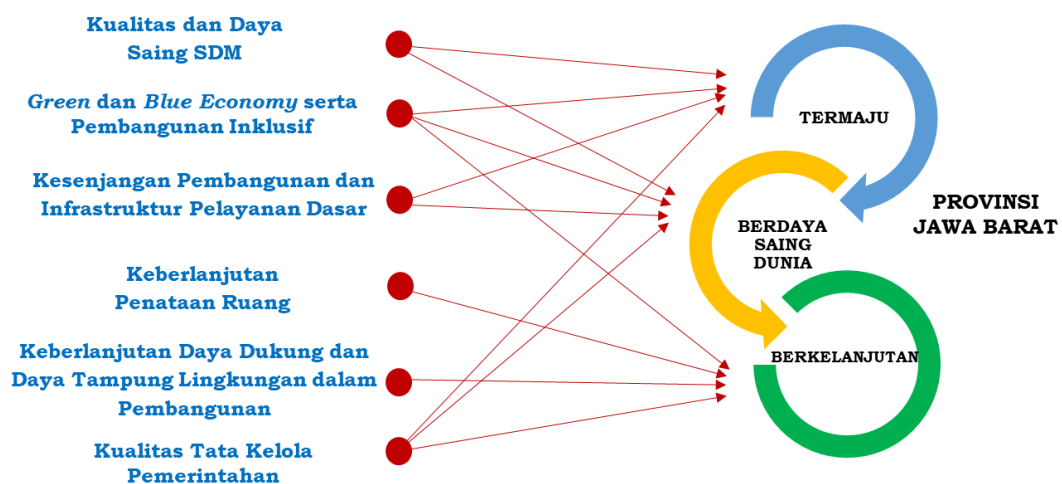 Kualitas dan Daya
Saing SDM
Green dan Blue Economy serta
Pembangunan Inklusif
Kesenjangan Pembangunan dan
Infrastruktur Pelayanan Dasar
Keberlanjutan
Penataan Ruang
Keberlanjutan Daya Dukung dan
Daya Tampung Lingkungan dalam
Pembangunan
Kualitas Tata Kelola
Pemerintahan
TERMAJU
BERDAYA
SAING
DUNIA
BERKELANJUTAN
PROVINSI
JAWA BARAT